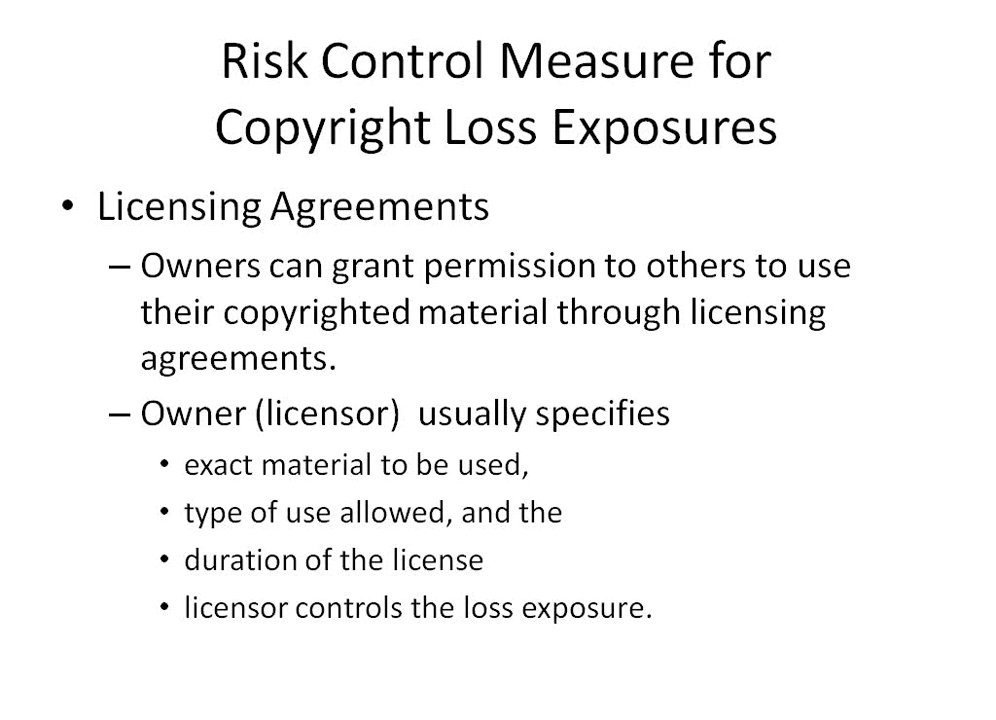 Risk Control Measure for
Copyright Loss Exposures
• Licensing Agreements
– Owners can grant permission to others to use
their copyrighted material through licensing
agreements.
– Owner (licensor)  usually specifies
• exact material to be used,
• type of use allowed, and the
• duration of the license
• licensor controls the loss exposure.